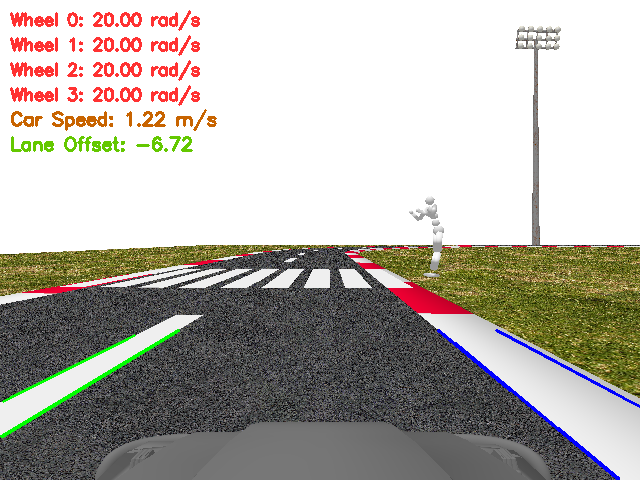 Wheel 0: 20.00 rad/s
Wheel 1: 20.00 rad/s
Wheel 2: 20.00 rad/s
Wheel 3: 20.00 rad/s
Car Speed: 1.22 m/s
Lane Offset: -6.72